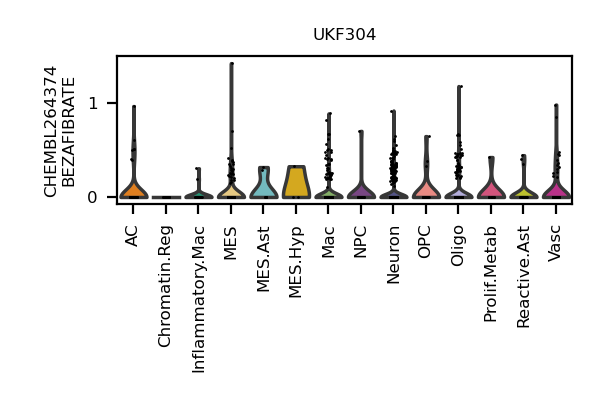 UKF304
CHEMBL264374
BEZAFIBRATE
1
0
AC
Chromatin.Reg
Inflammatory.Mac
MES
MES.Ast
MES.Hyp
Mac
NPC
Neuron
OPC
Oligo
Prolif.Metab
Reactive.Ast
Vasc